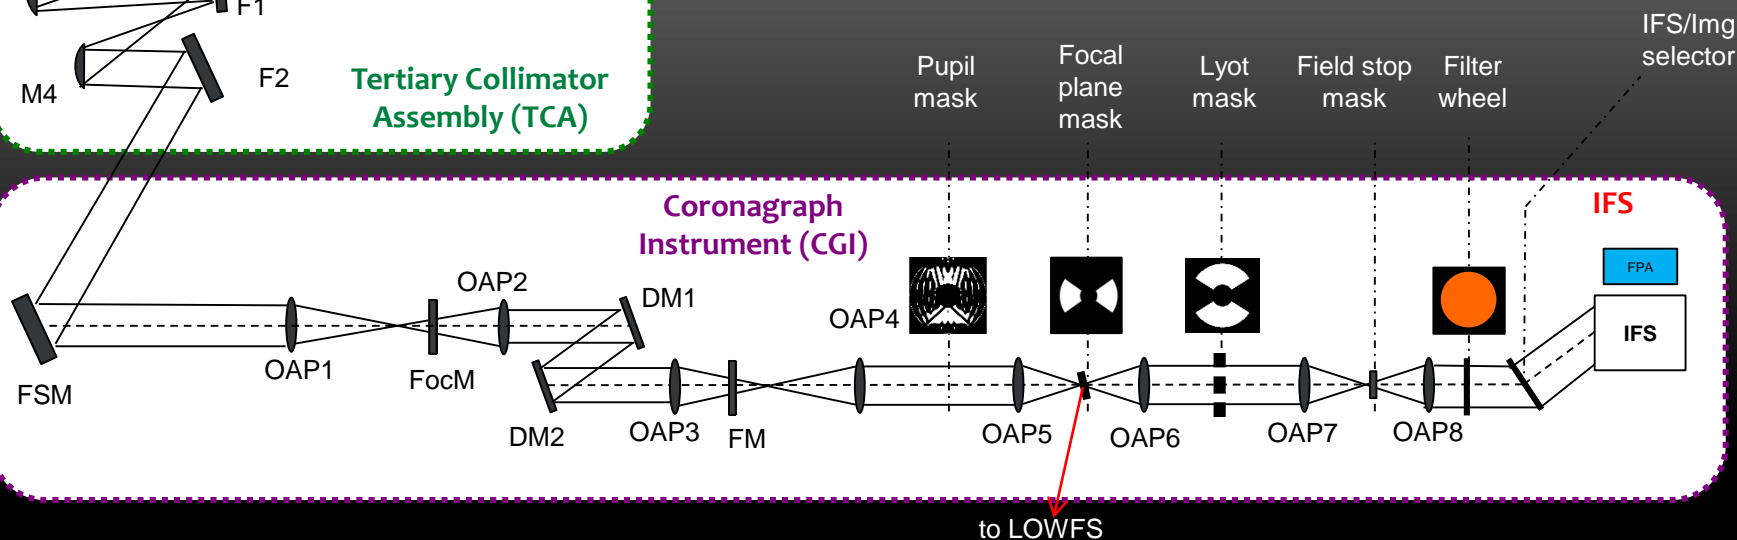 F1
IFS/Img
selector
M4
F2
Tertiary Collimator
Assembly (TCA)
Pupil
mask
Focal
plane
mask
Lyot
mask
Field stop
mask
Filter
wheel
Coronagraph
Instrument (CGI)
IFS
FPA
IFS
FSM
OAP1
FocM
OAP2
DM1
DM2
OAP3
FM
OAP4
OAP5
OAP6
OAP7
OAP8
to LOWFS